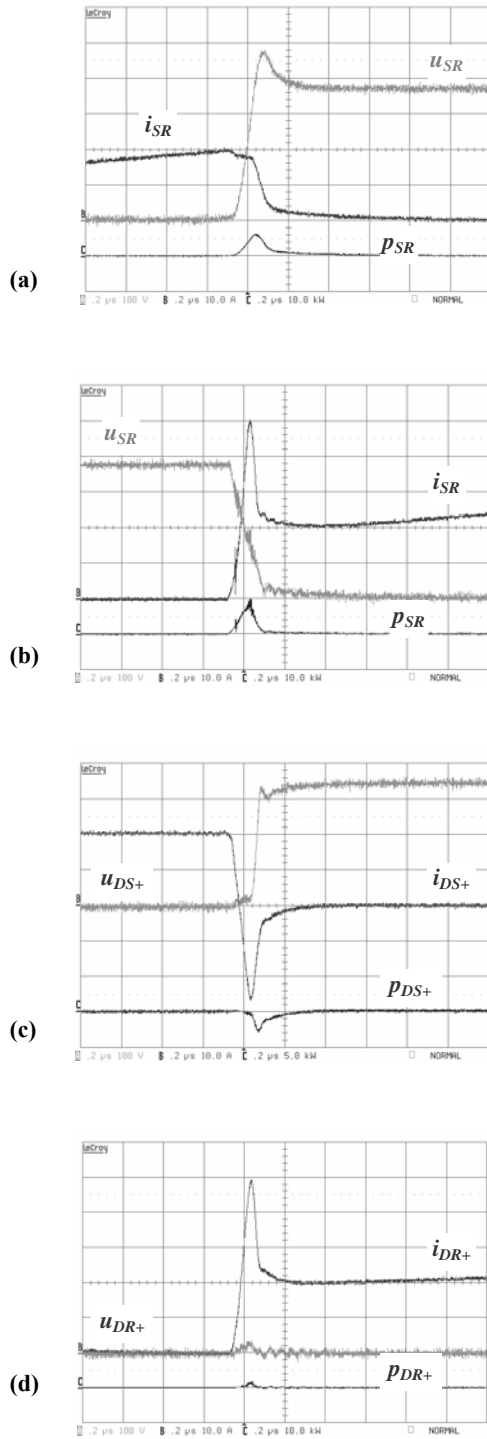 LeCroy
u_SR
i_SR
B
C
p_SR
(a)
.2 µs 100 V B .2 µs 10.0 A C .2 µs 10.0 kW NORMAL
LeCroy
u_SR
i_SR
B
C
p_SR
(b)
.2 µs 100 V B .2 µs 10.0 A C .2 µs 10.0 kW NORMAL
LeCroy
u_DS+ i_DS+
B
p_DS+
C
(c)
.2 µs 100 V B .2 µs 10.0 A C .2 µs 5.0 kW NORMAL
LeCroy
i_DR+
u_DR+
B
p_DR+
C
(d)
.2 µs 100 V B .2 µs 10.0 A C .2 µs 10.0 kW NORMAL